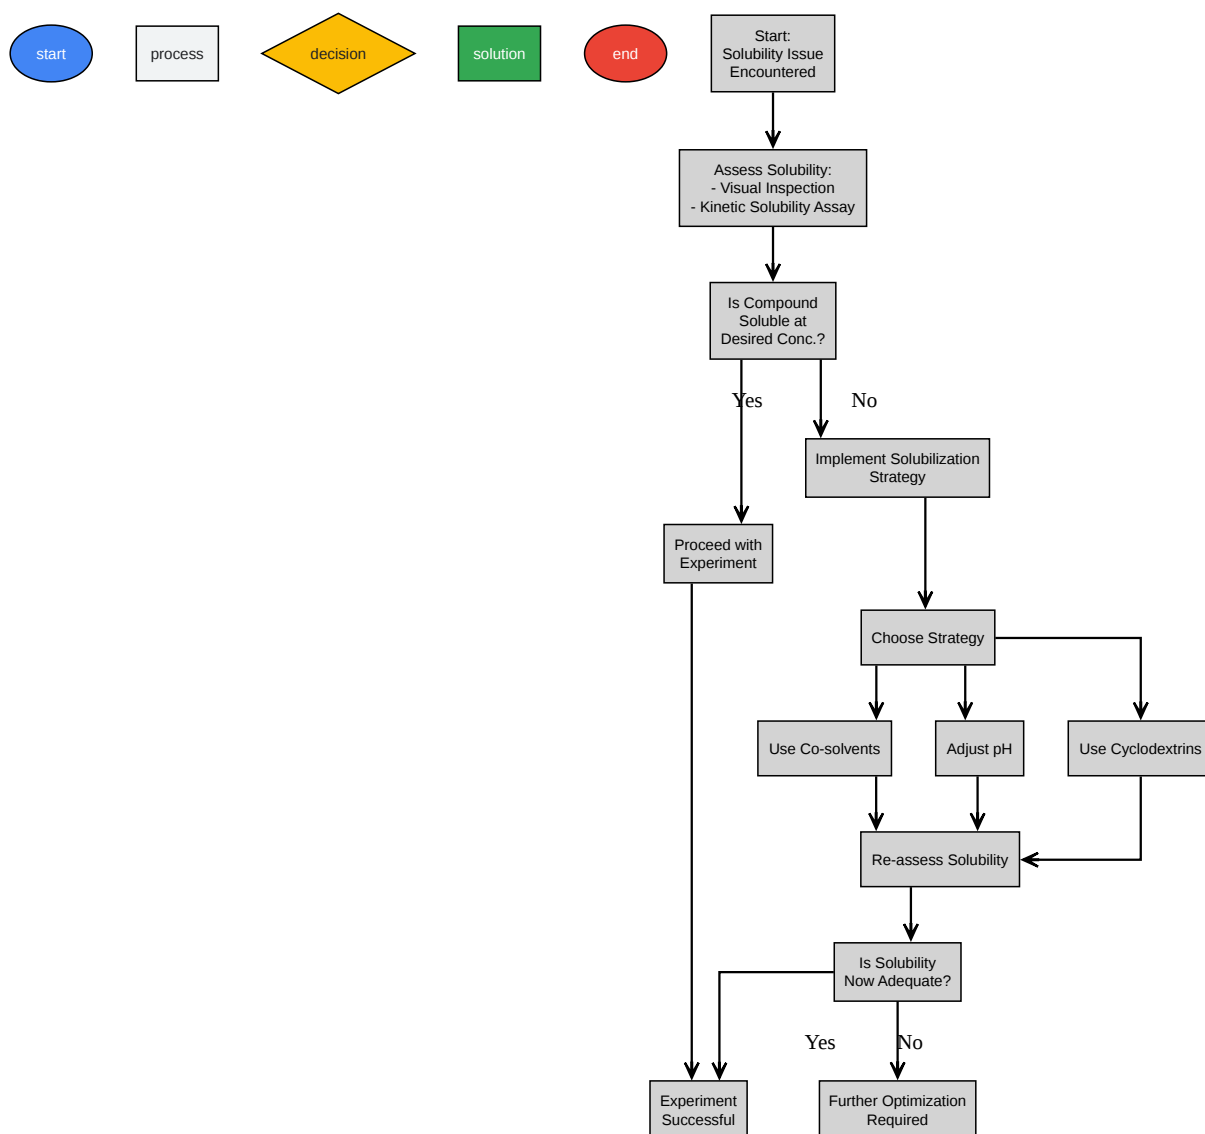 start
process
decision
solution
end
Start:
Solubility Issue
Encountered
Assess Solubility:
- Visual Inspection
- Kinetic Solubility Assay
Is Compound
Soluble at
Desired Conc.?
Yes
No
Implement Solubilization
Strategy
Proceed with
Experiment
Choose Strategy
Use Co-solvents
Adjust pH
Use Cyclodextrins
Re-assess Solubility
Is Solubility
Now Adequate?
Yes
No
Experiment
Successful
Further Optimization
Required